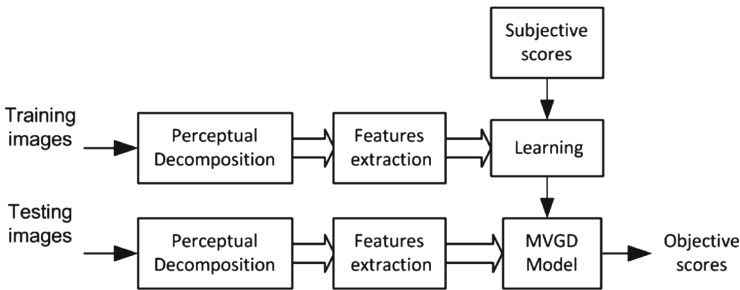 Subjective
scores
Training
images
Perceptual
Decomposition
Features
extraction
Learning
Testing
images
Perceptual
Decomposition
Features
extraction
MVGD
Model
Objective
scores